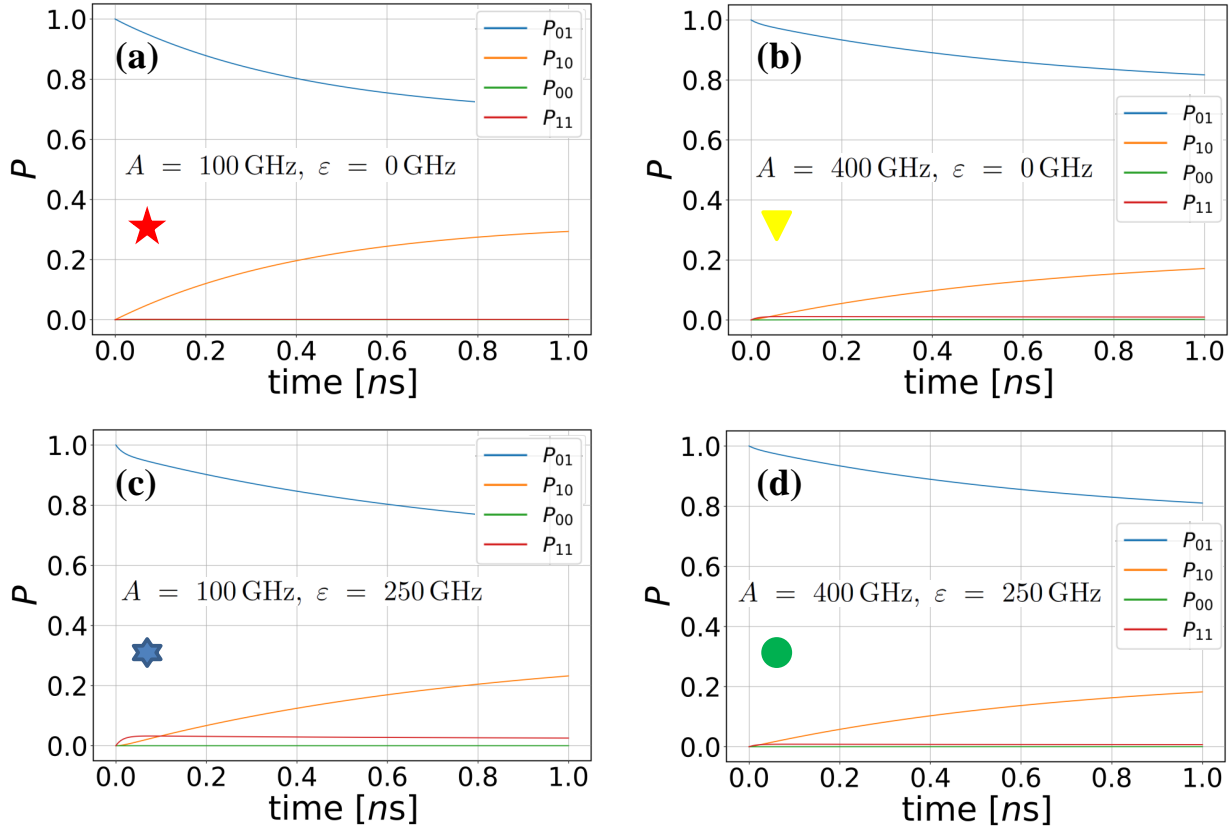 (a)
P
1.0
0.8
0.6
0.4
0.2
0.0
P₀₁
P₁₀
P₀₀
P₁₁
A = 100 GHz, ε = 0 GHz
0.0 0.2 0.4 0.6 0.8 1.0
time [ns]
(b)
P
1.0
0.8
0.6
0.4
0.2
0.0
P₀₁
P₁₀
P₀₀
P₁₁
A = 400 GHz, ε = 0 GHz
0.0 0.2 0.4 0.6 0.8 1.0
time [ns]
(c)
P
1.0
0.8
0.6
0.4
0.2
0.0
P₀₁
P₁₀
P₀₀
P₁₁
A = 100 GHz, ε = 250 GHz
0.0 0.2 0.4 0.6 0.8 1.0
time [ns]
(d)
P
1.0
0.8
0.6
0.4
0.2
0.0
P₀₁
P₁₀
P₀₀
P₁₁
A = 400 GHz, ε = 250 GHz
0.0 0.2 0.4 0.6 0.8 1.0
time [ns]